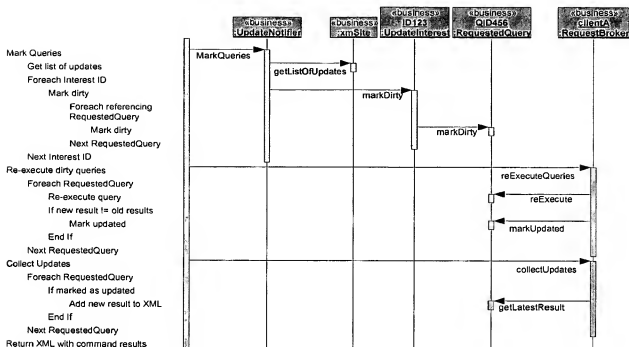 «business»
:UpdateNotifier
«business»
:xmSite
ID123
:UpdateInterest
«business»
QID456
:RequestedQuery
«business»
clientA
:RequestBroker
Mark Queries
Get list of updates
Foreach Interest ID
Mark dirty
Foreach referencing
RequestedQuery
Mark dirty
Next RequestedQuery
Next Interest ID
Re-execute dirty queries
Foreach RequestedQuery
Re-execute query
If new result != old results
Mark updated
End If
Next RequestedQuery
Collect Updates
Foreach RequestedQuery
If marked as updated
Add new result to XML
End If
Next RequestedQuery
Return XML with command results
MarkQueries
getListOfUpdates
markDirty
markDirty
reExecuteQueries
reExecute
markUpdated
collectUpdates
getLatestResult